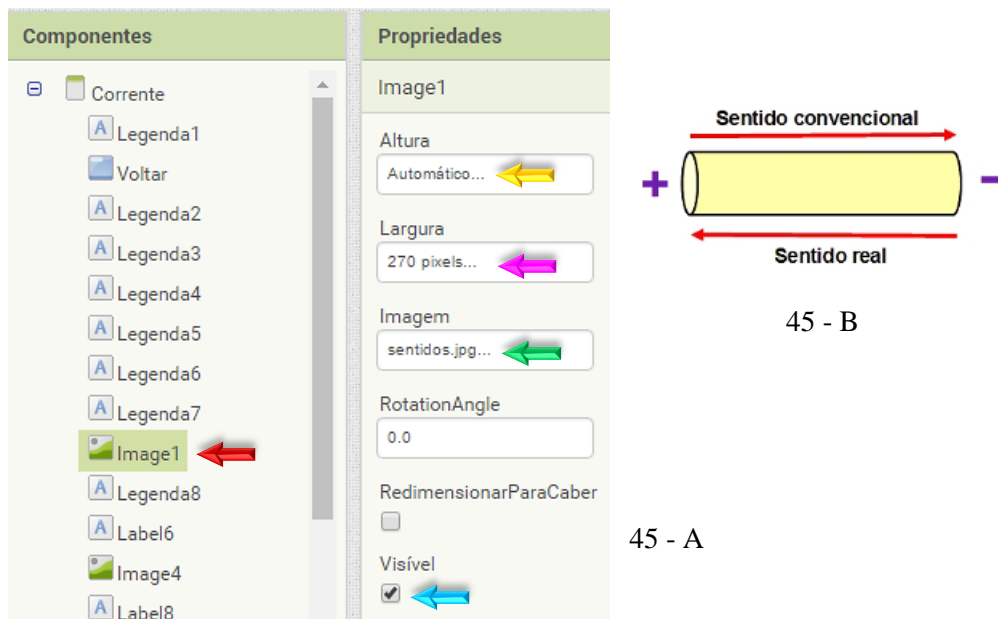 Componentes
Corrente
Legenda1
Voltar
Legenda2
Legenda3
Legenda4
Legenda5
Legenda6
Legenda7
Image1
Legenda8
Label6
Image4
Label8
Propriedades
Image1
Altura
Automático...
Largura
270 pixels...
Imagem
sentidos.jpg...
RotationAngle
0.0
RedimensionarParaCaber
Visível
Sentido convencional
+ -
Sentido real
45 - B
45 - A